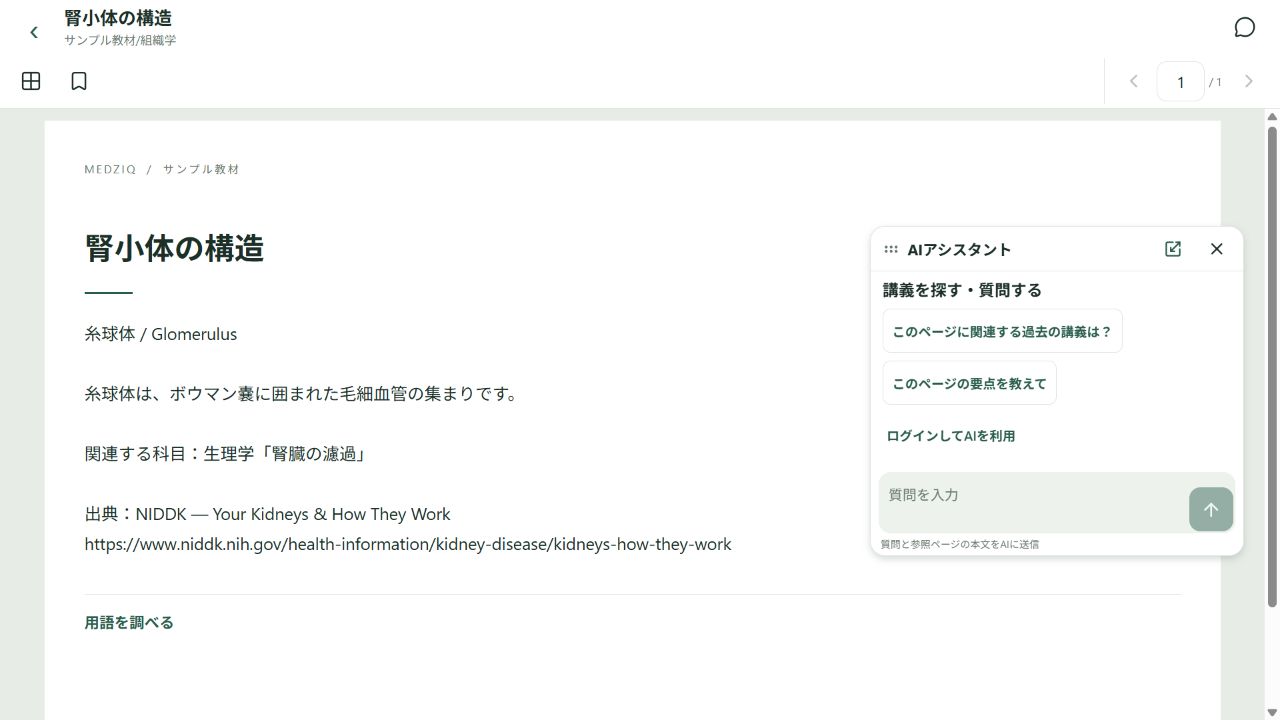 腎小体の構造
サンプル教材/組織学
1 / 1
MEDZIQ / サンプル教材
腎小体の構造
糸球体 / Glomerulus
糸球体は、ボウマン嚢に囲まれた毛細血管の集まりです。
関連する科目：生理学「腎臓の濾過」
出典：NIDDK — Your Kidneys & How They Work
https://www.niddk.nih.gov/health-information/kidney-disease/kidneys-how-they-work
用語を調べる
AIアシスタント
講義を探す・質問する
このページに関連する過去の講義は？
このページの要点を教えて
ログインしてAIを利用
質問を入力
質問と参照ページの本文をAIに送信